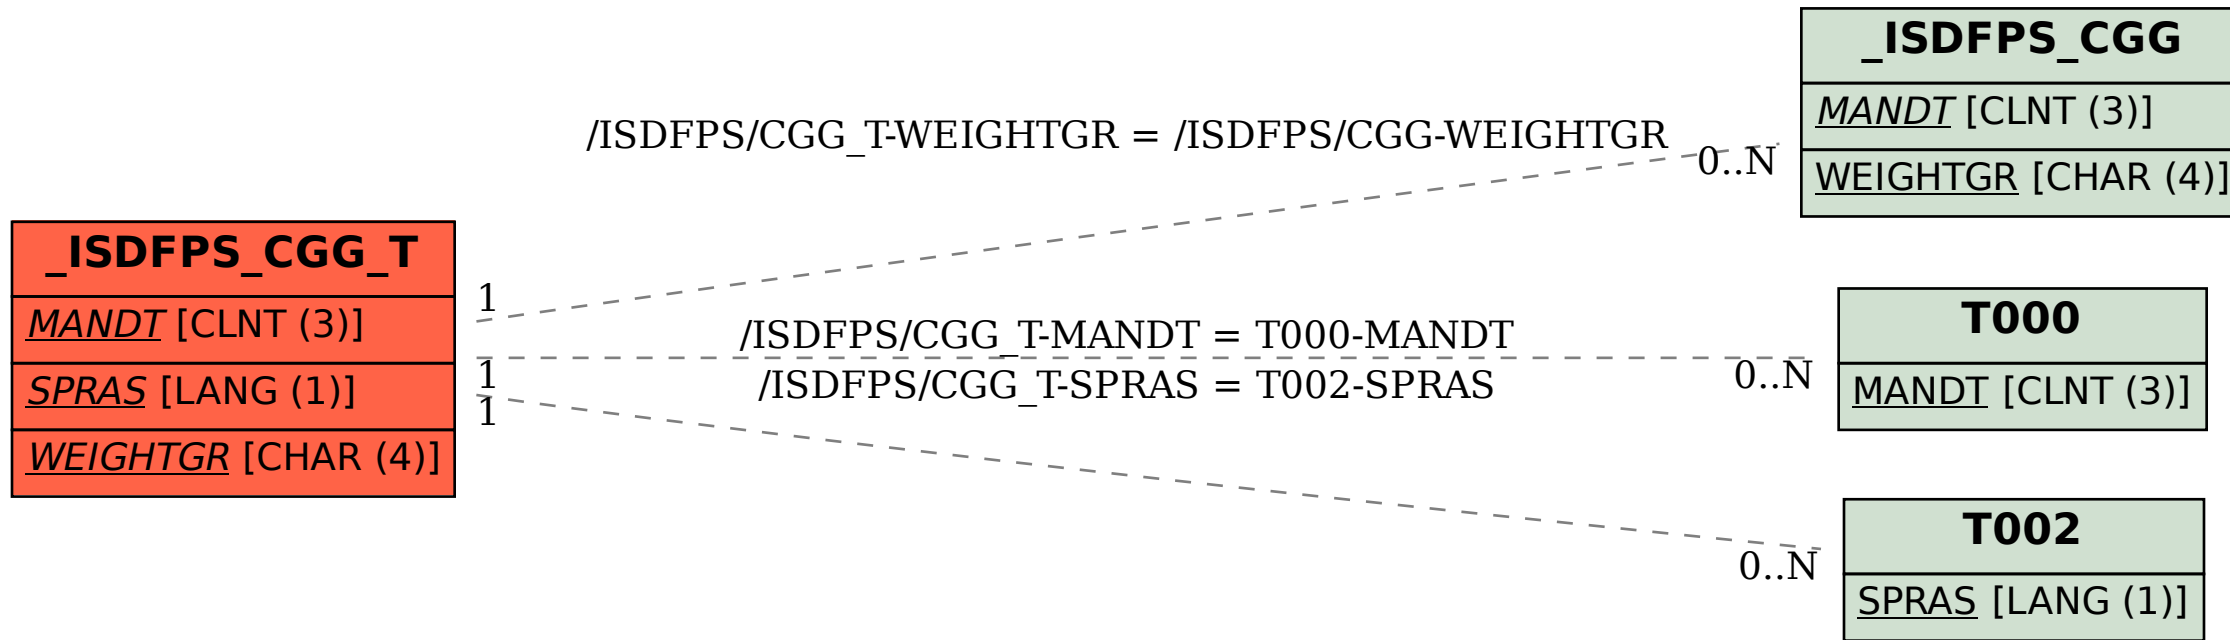 _ISDFPS_CGG_T
MANDT [CLNT (3)]
SPRAS [LANG (1)]
WEIGHTGR [CHAR (4)]
/ISDFPS/CGG_T-WEIGHTGR = /ISDFPS/CGG-WEIGHTGR
1
0..N
/ISDFPS/CGG_T-MANDT = T000-MANDT
1
0..N
/ISDFPS/CGG_T-SPRAS = T002-SPRAS
1
0..N
_ISDFPS_CGG
MANDT [CLNT (3)]
WEIGHTGR [CHAR (4)]
T000
MANDT [CLNT (3)]
T002
SPRAS [LANG (1)]